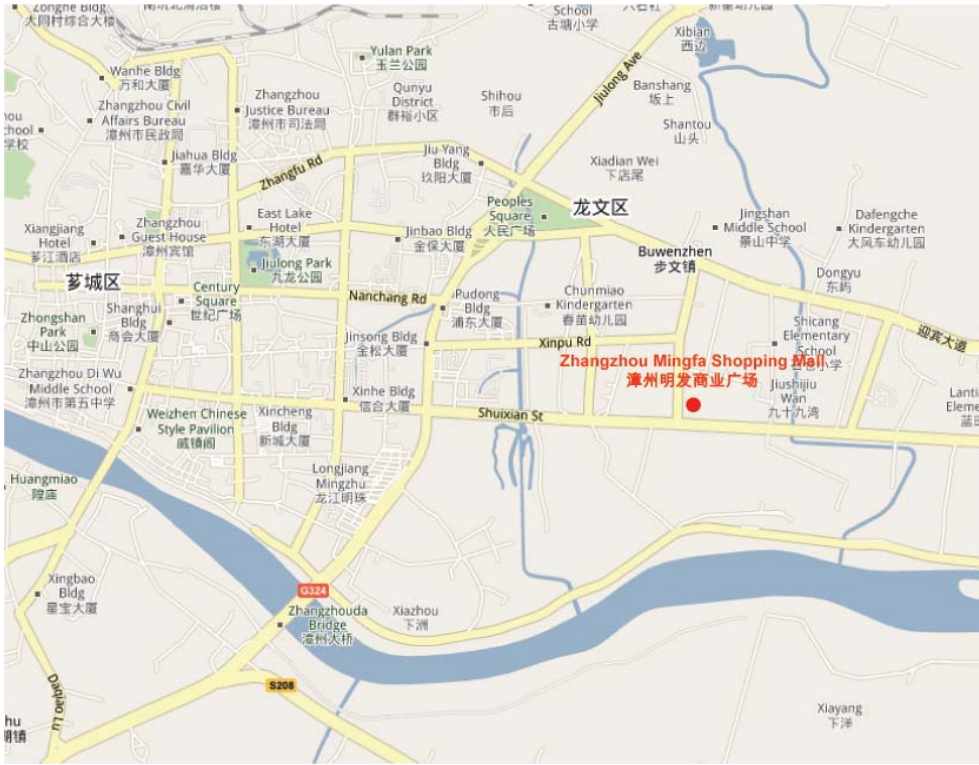 Zonghe Bldg
大同村综合大楼
School
古塘小学
Xibian
西边
Yulan Park
玉兰公园
Jiulong Ave
Wanhe Bldg
万和大厦
Qunyu
District
群裕小区
Shihou
市后
Banshang
坂上
Zhangzhou Civil
Affairs Bureau
漳州市民政局
Zhangzhou
Justice Bureau
漳州市司法局
Shantou
山头
School
学校
Jiahua Bldg
嘉华大厦
Zhangfu Rd
Jiu Yang
Bldg
玖阳大厦
Xiadian Wei
下店尾
Peoples
Square
人民广场
龙文区
Xiangjiang
Hotel
芗江酒店
Zhangzhou
Guest House
漳州宾馆
East Lake
Hotel
东湖大厦
Jinbao Bldg
金保大厦
Jingshan
Middle School
景山中学
Dafengche
Kindergarten
大风车幼儿园
Buwenzhen
步文镇
Jiulong Park
九龙公园
Dongyu
东屿
芗城区
Century
Square
世纪广场
Nanchang Rd
Pudong
Bldg
浦东大厦
Chunmiao
Kindergarten
春苗幼儿园
Shanghui
Bldg
商会大厦
Zhongshan
Park
中山公园
Jinsong Bldg
金松大厦
Xinpu Rd
Shicang
Elementary
School
迎宾大道
Zhangzhou Mingfa Shopping Mall
漳州明发商业广场
Zhangzhou Di Wu
Middle School
漳州市第五中学
Xinhe Bldg
信合大厦
Jiushijiu
Wan
九十九湾
Weizhen Chinese
Style Pavilion
威镇阁
Xincheng
Bldg
新城大厦
Shuixian St
Longjiang
Mingzhu
龙江明珠
Huangmiao
隍庙
G324
Xingbao
Bldg
星宝大厦
Zhangzhouda
Bridge
漳州大桥
Xiazhou
下洲
S208
Daqiao Lu
Xiayang
下洋